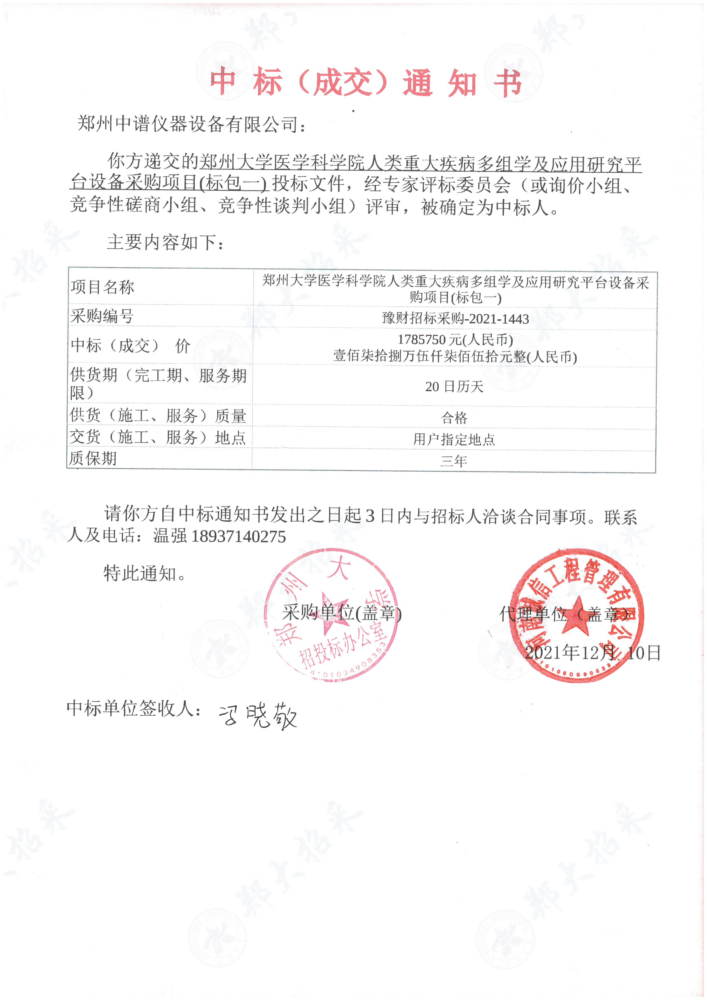 中 标（成交）通 知 书
郑州中谱仪器设备有限公司：
你方递交的郑州大学医学科学院人类重大疾病多组学及应用研究平
台设备采购项目(标包一) 投标文件，经专家评标委员会（或询价小组、
竞争性磋商小组、竞争性谈判小组）评审，被确定为中标人。
主要内容如下：
项目名称
郑州大学医学科学院人类重大疾病多组学及应用研究平台设备采
购项目(标包一)
采购编号
豫财招标采购-2021-1443
中标（成交） 价
1785750 元(人民币)
壹佰柒拾捌万伍仟柒佰伍拾元整(人民币)
供货期（完工期、服务期
限）
20 日历天
供货（施工、服务）质量
合格
交货（施工、服务）地点
用户指定地点
质保期
三年
请你方自中标通知书发出之日起 3 日内与招标人洽谈合同事项。联系
人及电话：温强 18937140275
特此通知。
郑州大学
采购单位(盖章)
招投标办公室
4101034908353
河南诚信工程管理有限公司
代理单位（盖章）
2021年12月 10日
中标单位签收人： 冯晓敬
郑大招采